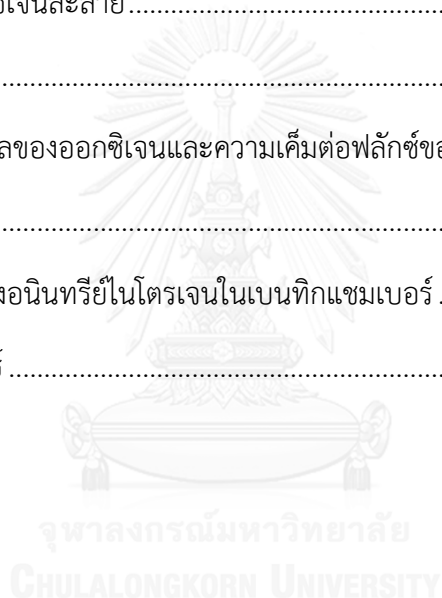 อเจนละลาย............................................
............................................................
ลของออกซิเจนและความเค็มต่อฟลักซ์ขอ
............................................................
งอนินทรีย์ไนโตรเจนในเบนทิกแชมเบอร์ .
์ ............................................................
จุฬาลงกรณ์มหาวิทยาลัย
CHULALONGKORN UNIVERSITY